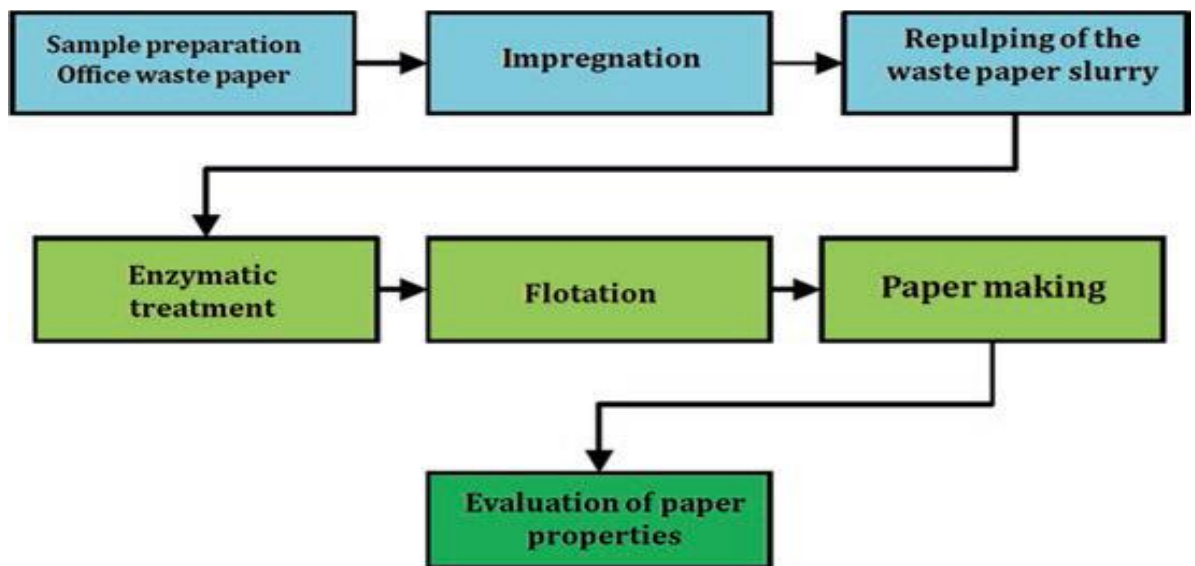 Sample preparation
Office waste paper
Impregnation
Repulping of the
waste paper slurry
Enzymatic
treatment
Flotation
Paper making
Evaluation of paper
properties